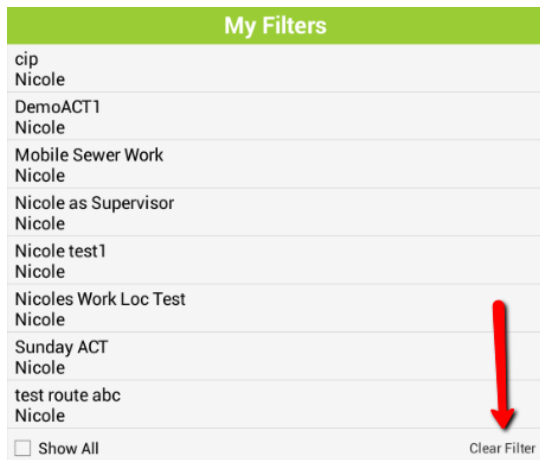 My Filters
cip
Nicole
DemoACT1
Nicole
Mobile Sewer Work
Nicole
Nicole as Supervisor
Nicole
Nicole test1
Nicole
Nicoles Work Loc Test
Nicole
Sunday ACT
Nicole
test route abc
Nicole
Show All
Clear Filter